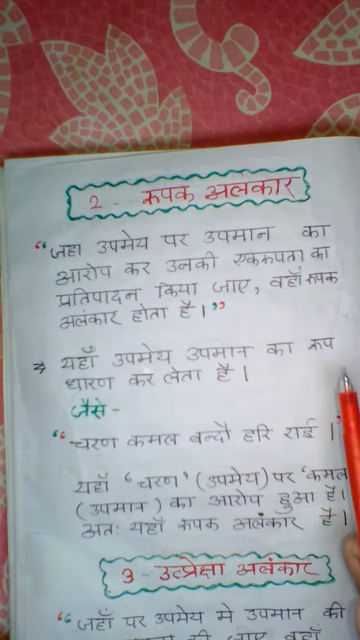 2 - रूपक अलकार
“जहा उपमेय पर उपमान का
आरोप कर उनकी एकरूपता का
प्रतिपादन किया जाए, वहाँ रूपक
अलंकार होता है।”
⇒ यहाँ उपमेय उपमान का रूप
धारण कर लेता है।
जैसे -
“चरण कमल बन्दौ हरि राई।”
यहाँ ‘चरण’ (उपमेय) पर ‘कमल
(उपमान) का आरोप हुआ है।
अतः यहाँ रूपक अलंकार है।
3 - उत्प्रेक्षा अलंकार
“जहाँ पर उपमेय मे उपमान की